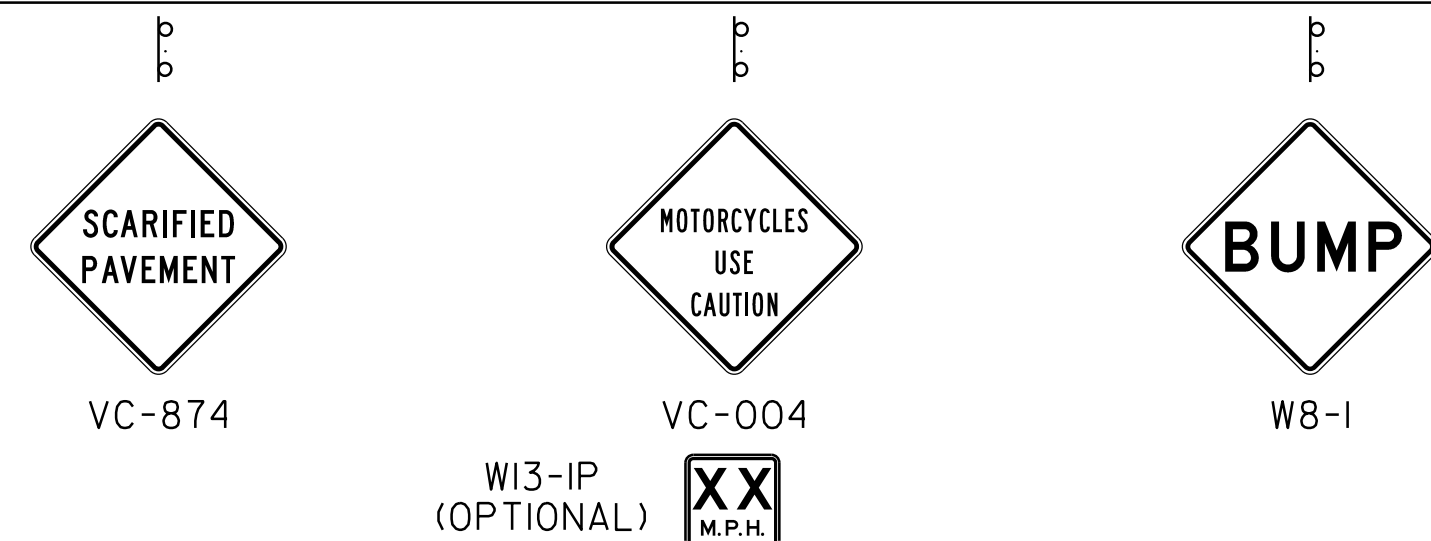 SCARIFIED
PAVEMENT
VC-874
MOTORCYCLES
USE
CAUTION
VC-004
W13-1P
(OPTIONAL)
XX
M.P.H.
BUMP
W8-1